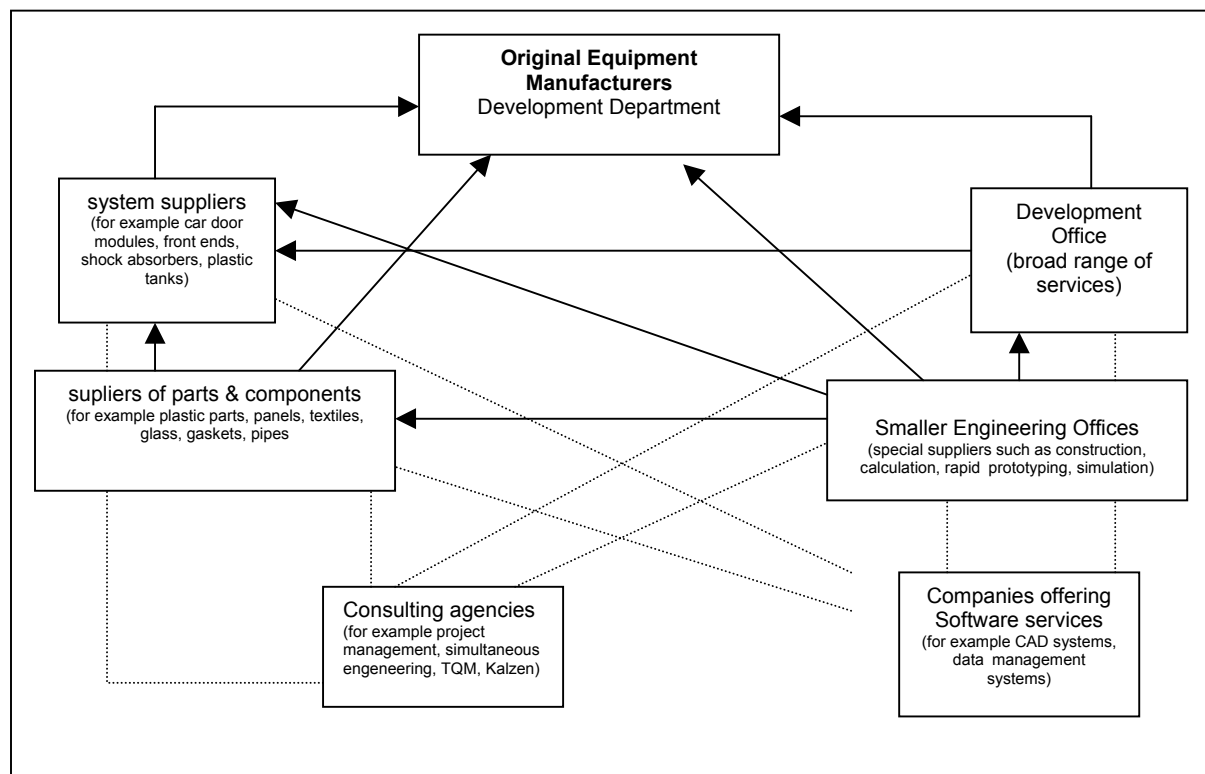 Original Equipment
Manufacturers
Development Department
system suppliers
(for example car door
modules, front ends,
shock absorbers, plastic
tanks)
Development
Office
(broad range of
services)
supliers of parts & components
(for example plastic parts, panels, textiles,
glass, gaskets, pipes
Smaller Engineering Offices
(special suppliers such as construction,
calculation, rapid prototyping, simulation)
Consulting agencies
(for example project
management, simultaneous
engeneering, TQM, Kalzen)
Companies offering
Software services
(for example CAD systems,
data management
systems)